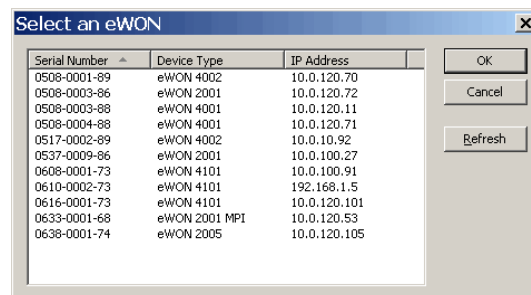 Select an eWON
Serial Number Device Type IP Address
0508-0001-89 eWON 4002 10.0.120.70
0508-0003-86 eWON 2001 10.0.120.72
0508-0003-88 eWON 4001 10.0.120.11
0508-0004-88 eWON 4001 10.0.120.71
0517-0002-89 eWON 4002 10.0.10.92
0537-0009-86 eWON 2001 10.0.100.27
0608-0001-73 eWON 4101 10.0.100.91
0610-0002-73 eWON 4101 192.168.1.5
0616-0001-73 eWON 4101 10.0.120.101
0633-0001-68 eWON 2001 MPI 10.0.120.53
0638-0001-74 eWON 2005 10.0.120.105
OK
Cancel
Refresh